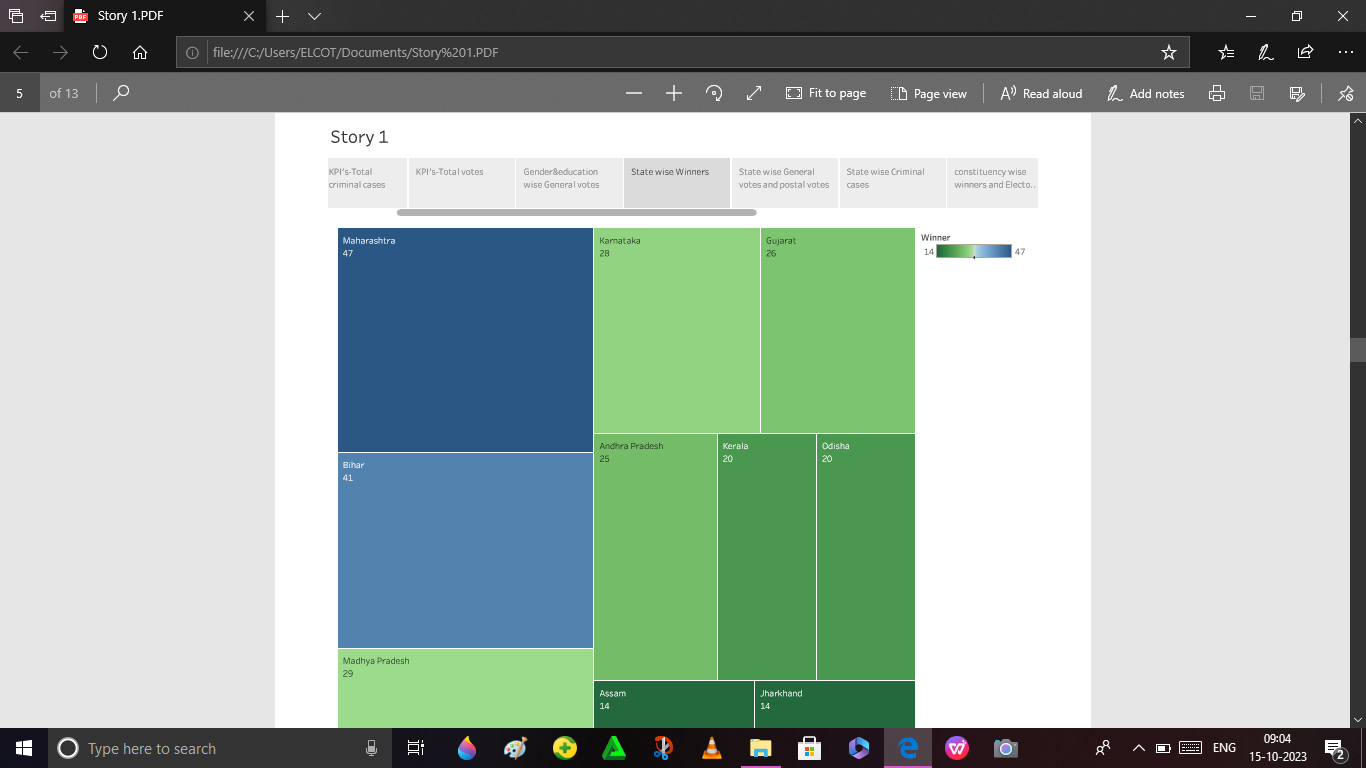 Story 1.PDF
file:///C:/Users/ELCOT/Documents/Story%201.PDF
5 of 13
Fit to page
Page view
Read aloud
Add notes
Story 1
KPI's-Total
criminal cases
KPI's-Total votes
Gender&education
wise General votes
State wise Winners
State wise General
votes and postal votes
State wise Criminal
cases
constituency wise
winners and Electo..
Maharashtra
47
Karnataka
28
Gujarat
26
Winner
14 47
Andhra Pradesh
25
Kerala
20
Odisha
20
Bihar
41
Madhya Pradesh
29
Assam
14
Jharkhand
14
Type here to search
ENG
09:04
15-10-2023
2